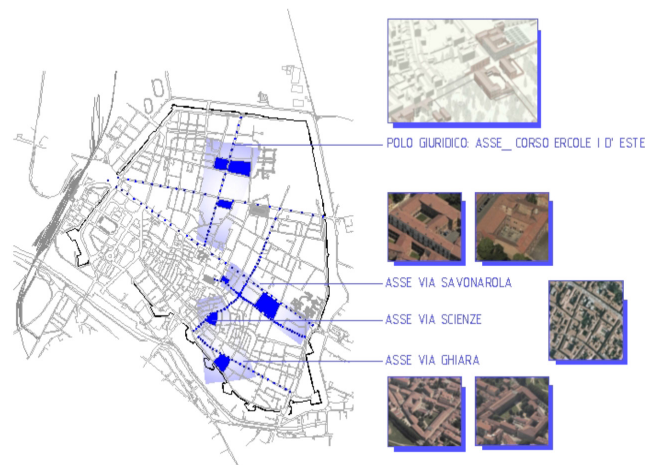 POLO GIURIDICO: ASSE_ CORSO ERCOLE I D' ESTE
ASSE VIA SAVONAROLA
ASSE VIA SCIENZE
ASSE VIA GHIARA